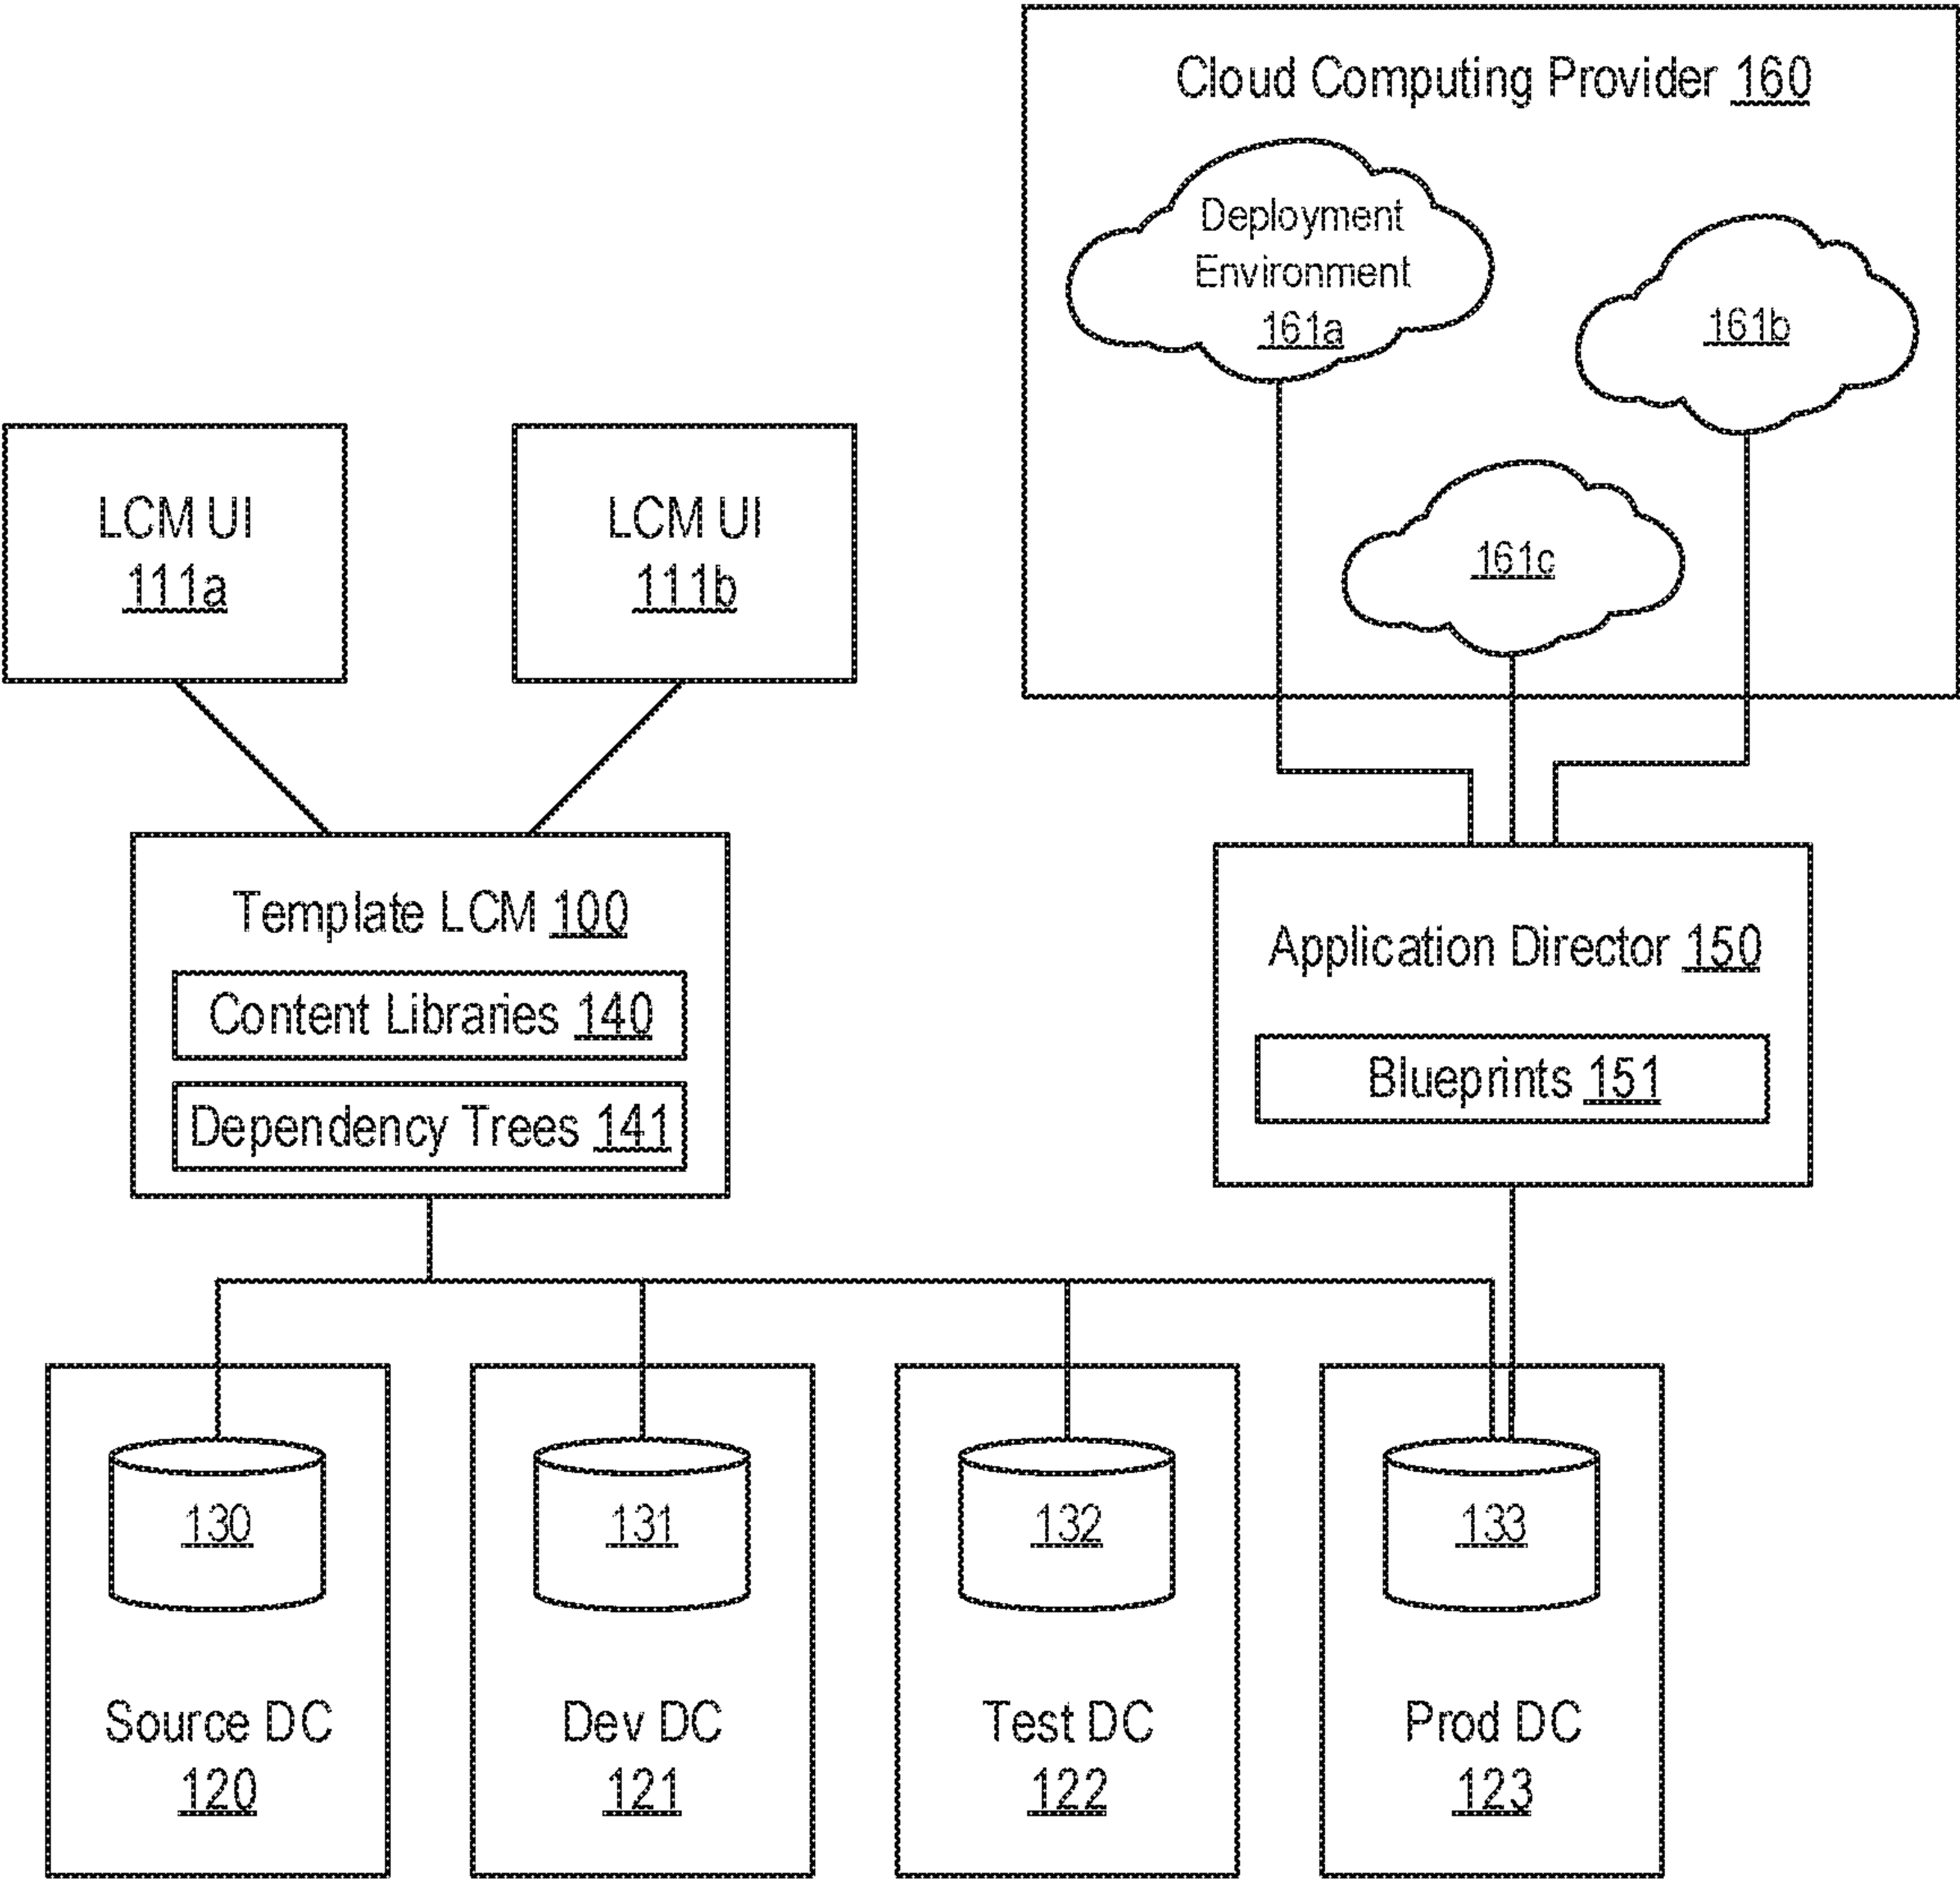 Cloud Computing Provider 160
Deployment
Environment
161a
161b
161c
LCM UI
111a
LCM UI
111b
Template LCM 100
Content Libraries 140
Dependency Trees 141
Application Director 150
Blueprints 151
130
131
132
133
Source DC
120
Dev DC
121
Test DC
122
Prod DC
123